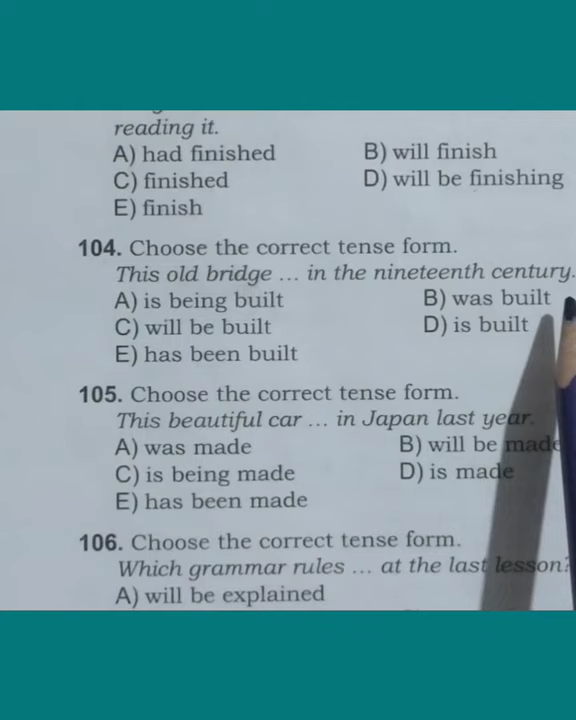 reading it.
A) had finished B) will finish
C) finished D) will be finishing
E) finish
104. Choose the correct tense form.
This old bridge ... in the nineteenth century.
A) is being built B) was built
C) will be built D) is built
E) has been built
105. Choose the correct tense form.
This beautiful car ... in Japan last year.
A) was made B) will be made
C) is being made D) is made
E) has been made
106. Choose the correct tense form.
Which grammar rules ... at the last lesson?
A) will be explained